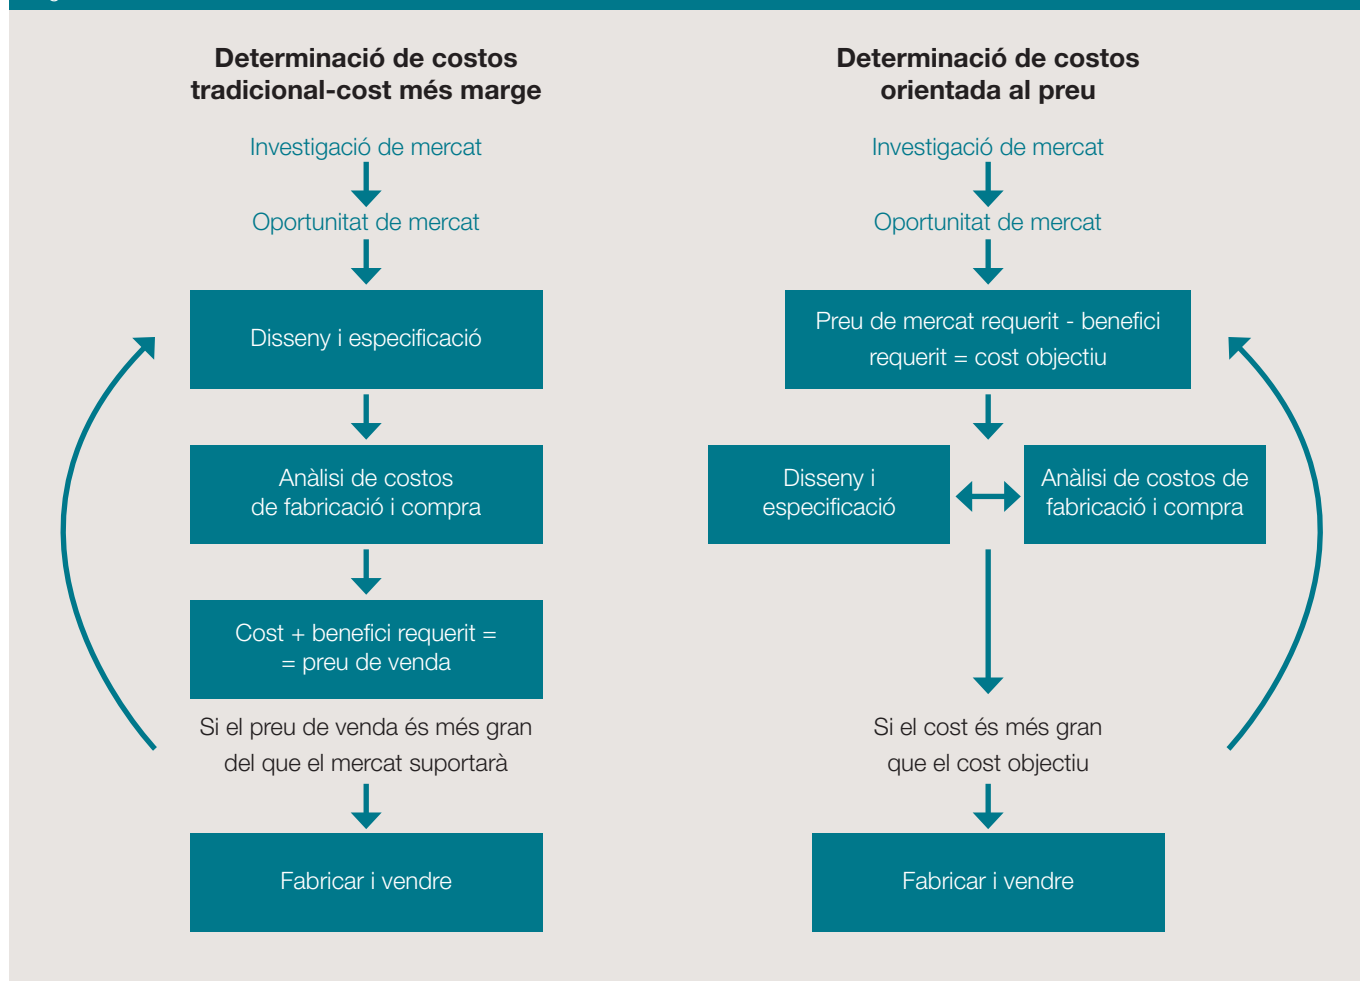 Determinació de costos
tradicional-cost més marge
Investigació de mercat
Oportunitat de mercat
Disseny i especificació
Anàlisi de costos
de fabricació i compra
Cost + benefici requerit =
= preu de venda
Si el preu de venda és més gran
del que el mercat suportarà
Fabricar i vendre
Determinació de costos
orientada al preu
Investigació de mercat
Oportunitat de mercat
Preu de mercat requerit - benefici
requerit = cost objectiu
Disseny i
especificació
Anàlisi de costos de
fabricació i compra
Si el cost és més gran
que el cost objectiu
Fabricar i vendre